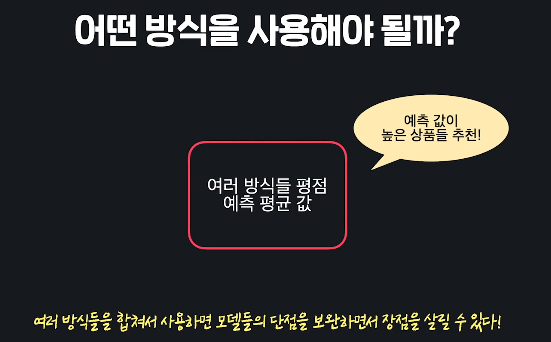 어떤 방식을 사용해야 될까?
예측 값이
높은 상품들 추천!
여러 방식들 평점
예측 평균 값
여러 방식들을 합쳐서 사용하면 모델들의 단점을 보완하면서 장점을 살릴 수 있다!